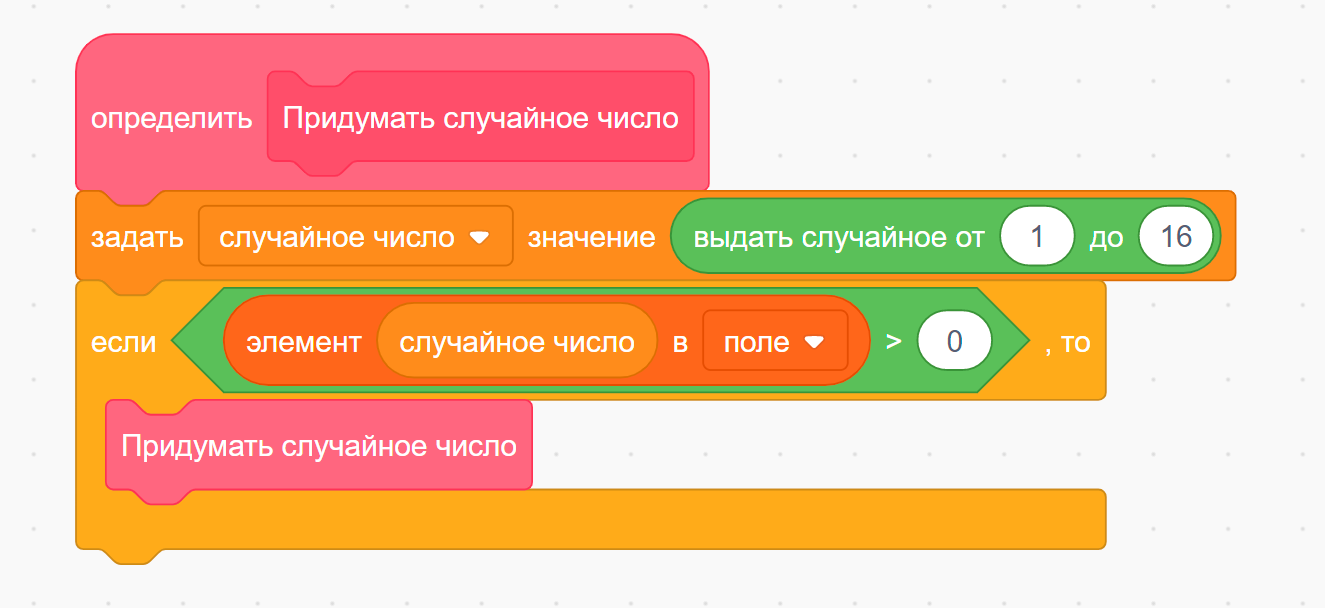 определить Придумать случайное число
задать случайное число значение выдать случайное от 1 до 16
если элемент случайное число в поле > 0 , то
Придумать случайное число